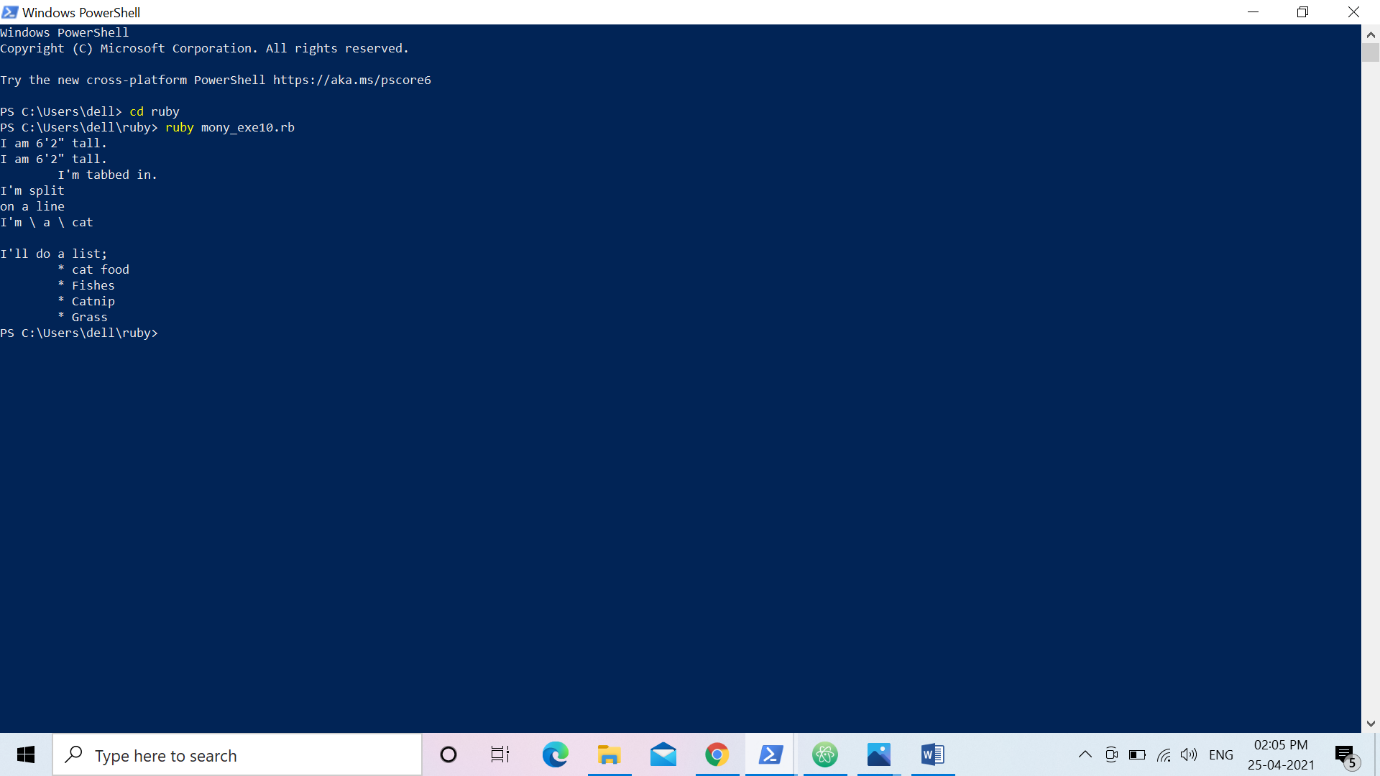 Windows PowerShell
Windows PowerShell
Copyright (C) Microsoft Corporation. All rights reserved.
Try the new cross-platform PowerShell https://aka.ms/pscore6
PS C:\Users\dell> cd ruby
PS C:\Users\dell\ruby> ruby mony_exe10.rb
I am 6'2" tall.
I am 6'2" tall.
        I'm tabbed in.
I'm split
on a line
I'm \ a \ cat
I'll do a list;
        * cat food
        * Fishes
        * Catnip
        * Grass
PS C:\Users\dell\ruby>
Type here to search
ENG
02:05 PM
25-04-2021
5